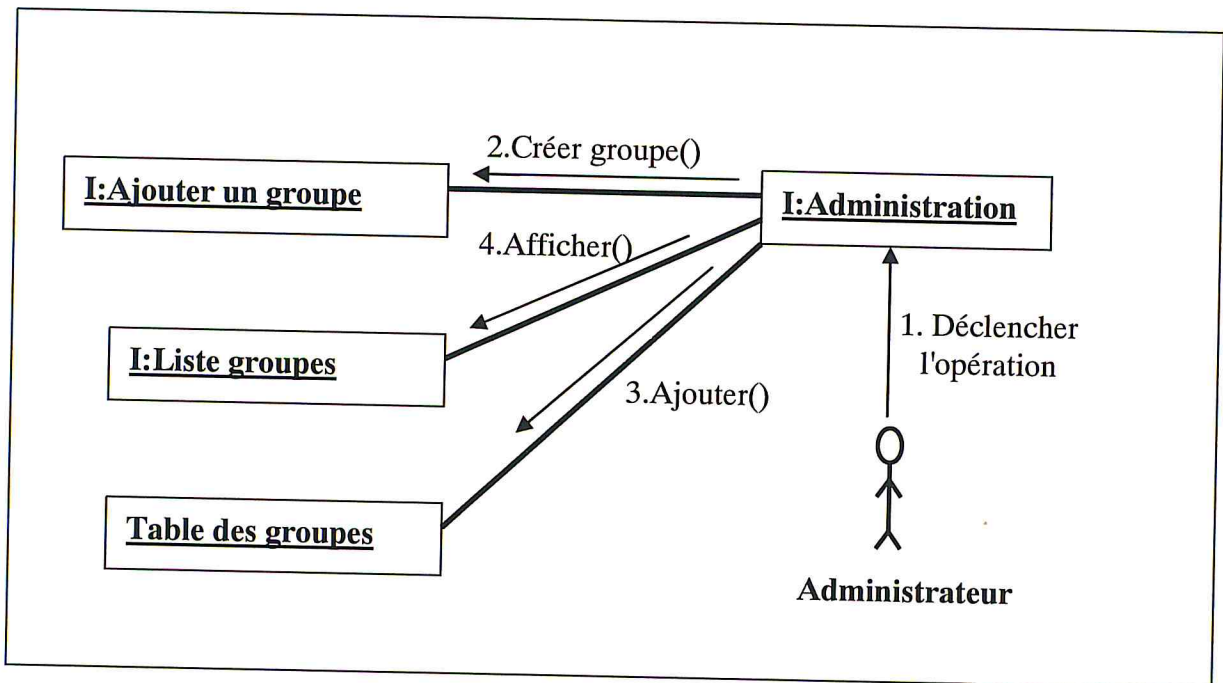 2.Créer groupe()
I:Ajouter un groupe
I:Administration
4.Afficher()
1. Déclencher
l'opération
I:Liste groupes
3.Ajouter()
Table des groupes
Administrateur